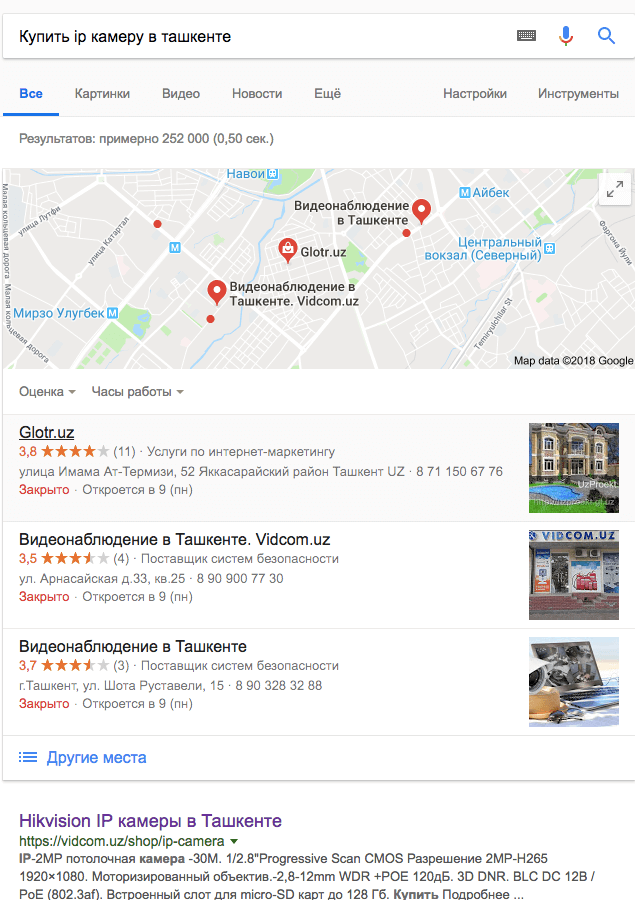 Купить ip камеру в ташкенте
Все Картинки Видео Новости Ещё Настройки Инструменты
Результатов: примерно 252 000 (0,50 сек.)
Навои
Малая кольцевая дорога
улица Лутфи
улица Катартал
Видеонаблюдение
в Ташкенте
Айбек
Фаргона Йули
Glotr.uz
Центральный
вокзал (Северный)
Видеонаблюдение в
Ташкенте. Vidcom.uz
Мирзо Улугбек
Малая кольцевая дорога
Temiryulchilar St
Map data ©2018 Google
Оценка Часы работы
Glotr.uz
3,8 (11) · Услуги по интернет-маркетингу
улица Имама Ат-Термизи, 52 Яккасарайский район Ташкент UZ · 8 71 150 67 76
Закрыто · Откроется в 9 (пн)
UzProekt
Видеонаблюдение в Ташкенте. Vidcom.uz
3,5 (4) · Поставщик систем безопасности
ул. Арнасайская д.33, кв.25 · 8 90 900 77 30
Закрыто · Откроется в 9 (пн)
VIDCOM.UZ
Видеонаблюдение в Ташкенте
3,7 (3) · Поставщик систем безопасности
г.Ташкент, ул. Шота Руставели, 15 · 8 90 328 32 88
Закрыто · Откроется в 9 (пн)
Другие места
Hikvision IP камеры в Ташкенте
https://vidcom.uz/shop/ip-camera
IP-2MP потолочная камера -30M. 1/2.8"Progressive Scan CMOS Разрешение 2MP-H265
1920×1080. Моторизированный объектив.-2,8-12mm WDR +POE 120дБ. 3D DNR. BLC DC 12В /
PoE (802.3af). Встроенный слот для micro-SD карт до 128 Гб. Купить Подробнее ...